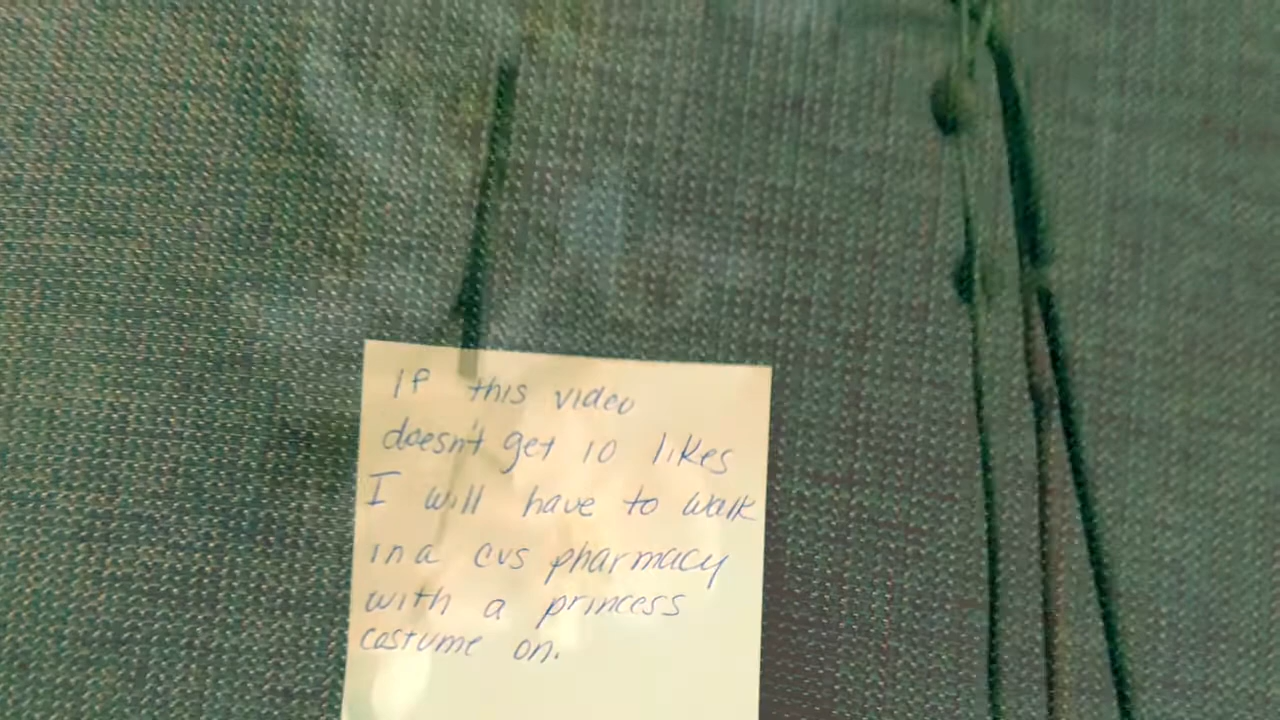 If this video
doesn't get 10 likes
I will have to walk
in a cvs pharmacy
with a princess
costume on.